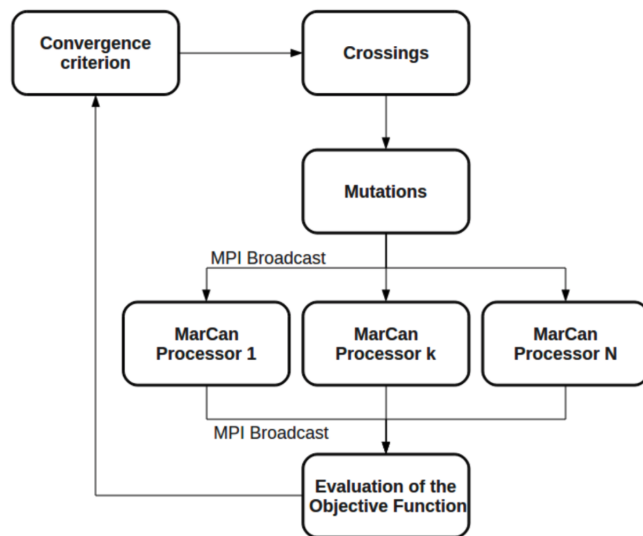 Convergence
criterion
Crossings
Mutations
MPI Broadcast
MarCan
Processor 1
MarCan
Processor k
MarCan
Processor N
MPI Broadcast
Evaluation of the
Objective Function